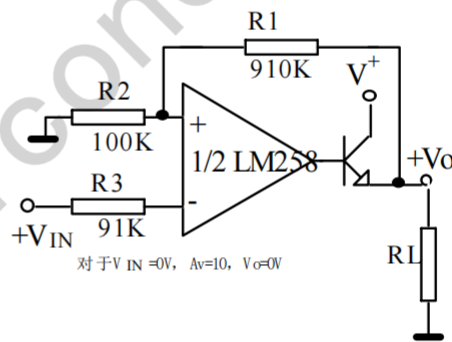 R1
910K
V+
R2
100K
+
1/2 LM258
+Vo
R3
-
+VIN
91K
RL
对于V IN =0V, Av=10, Vo=0V